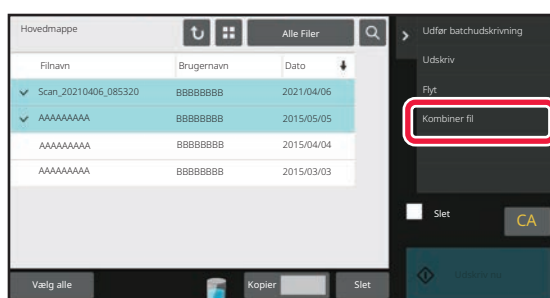 Hovedmappe
Alle Filer
Filnavn Brugernavn Dato
Scan_20210406_085320 BBBBBBBB 2021/04/06
AAAAAAAAA BBBBBBBB 2015/05/05
AAAAAAAAA BBBBBBBB 2015/04/04
AAAAAAAAA BBBBBBBB 2015/03/03
Vælg alle
Kopier
Slet
Udfør batchudskrivning
Udskriv
Flyt
Kombiner fil
Slet
CA